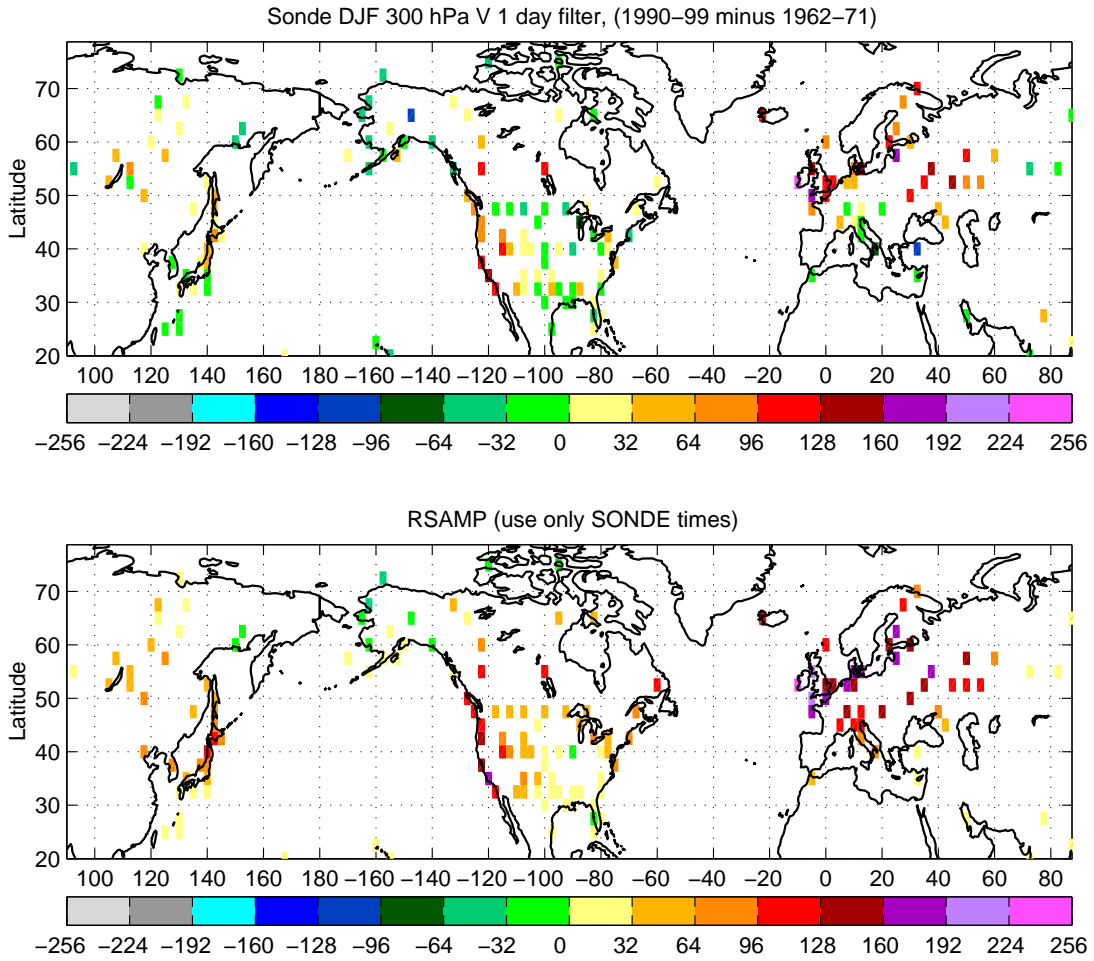 Sonde DJF 300 hPa V 1 day filter, (1990−99 minus 1962−71)
Latitude
70
60
50
40
30
20
100 120 140 160 180 −160 −140 −120 −100 −80 −60 −40 −20 0 20 40 60 80
−256 −224 −192 −160 −128 −96 −64 −32 0 32 64 96 128 160 192 224 256
RSAMP (use only SONDE times)
Latitude
70
60
50
40
30
20
100 120 140 160 180 −160 −140 −120 −100 −80 −60 −40 −20 0 20 40 60 80
−256 −224 −192 −160 −128 −96 −64 −32 0 32 64 96 128 160 192 224 256